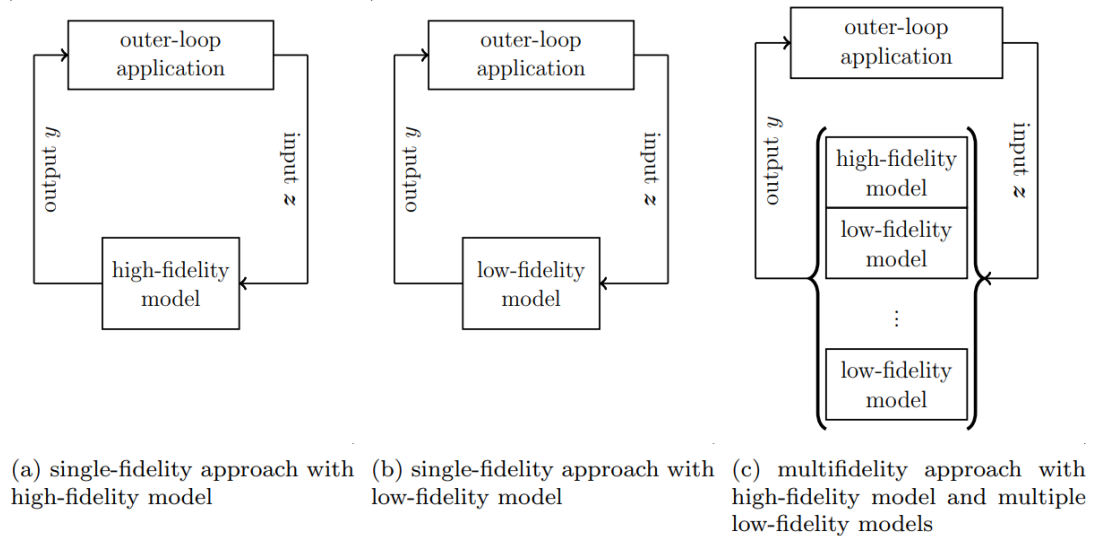 outer-loop
application
output y
input z
high-fidelity
model
(a) single-fidelity approach with
high-fidelity model
outer-loop
application
output y
input z
low-fidelity
model
(b) single-fidelity approach with
low-fidelity model
outer-loop
application
output y
input z
high-fidelity
model
low-fidelity
model
⋮
low-fidelity
model
(c) multifidelity approach with
high-fidelity model and multiple
low-fidelity models